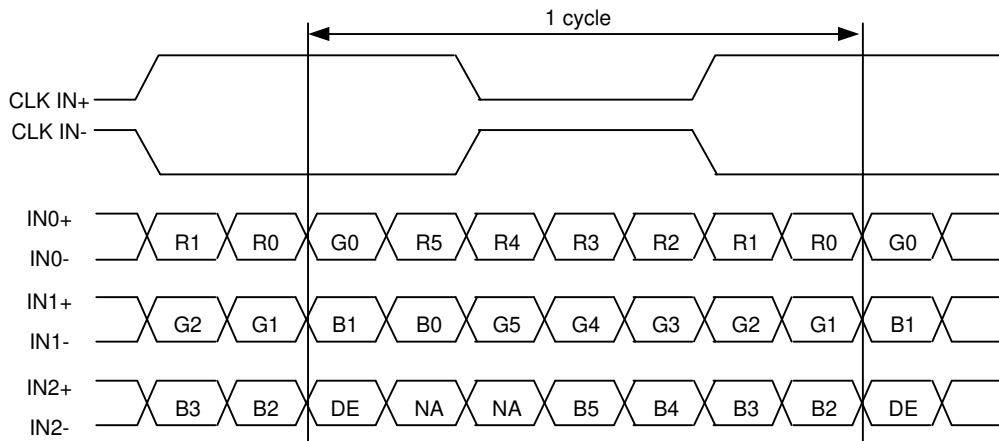 1 cycle
CLK IN+
CLK IN-
IN0+
R1 R0 G0 R5 R4 R3 R2 R1 R0 G0
IN0-
IN1+
G2 G1 B1 B0 G5 G4 G3 G2 G1 B1
IN1-
IN2+
B3 B2 DE NA NA B5 B4 B3 B2 DE
IN2-